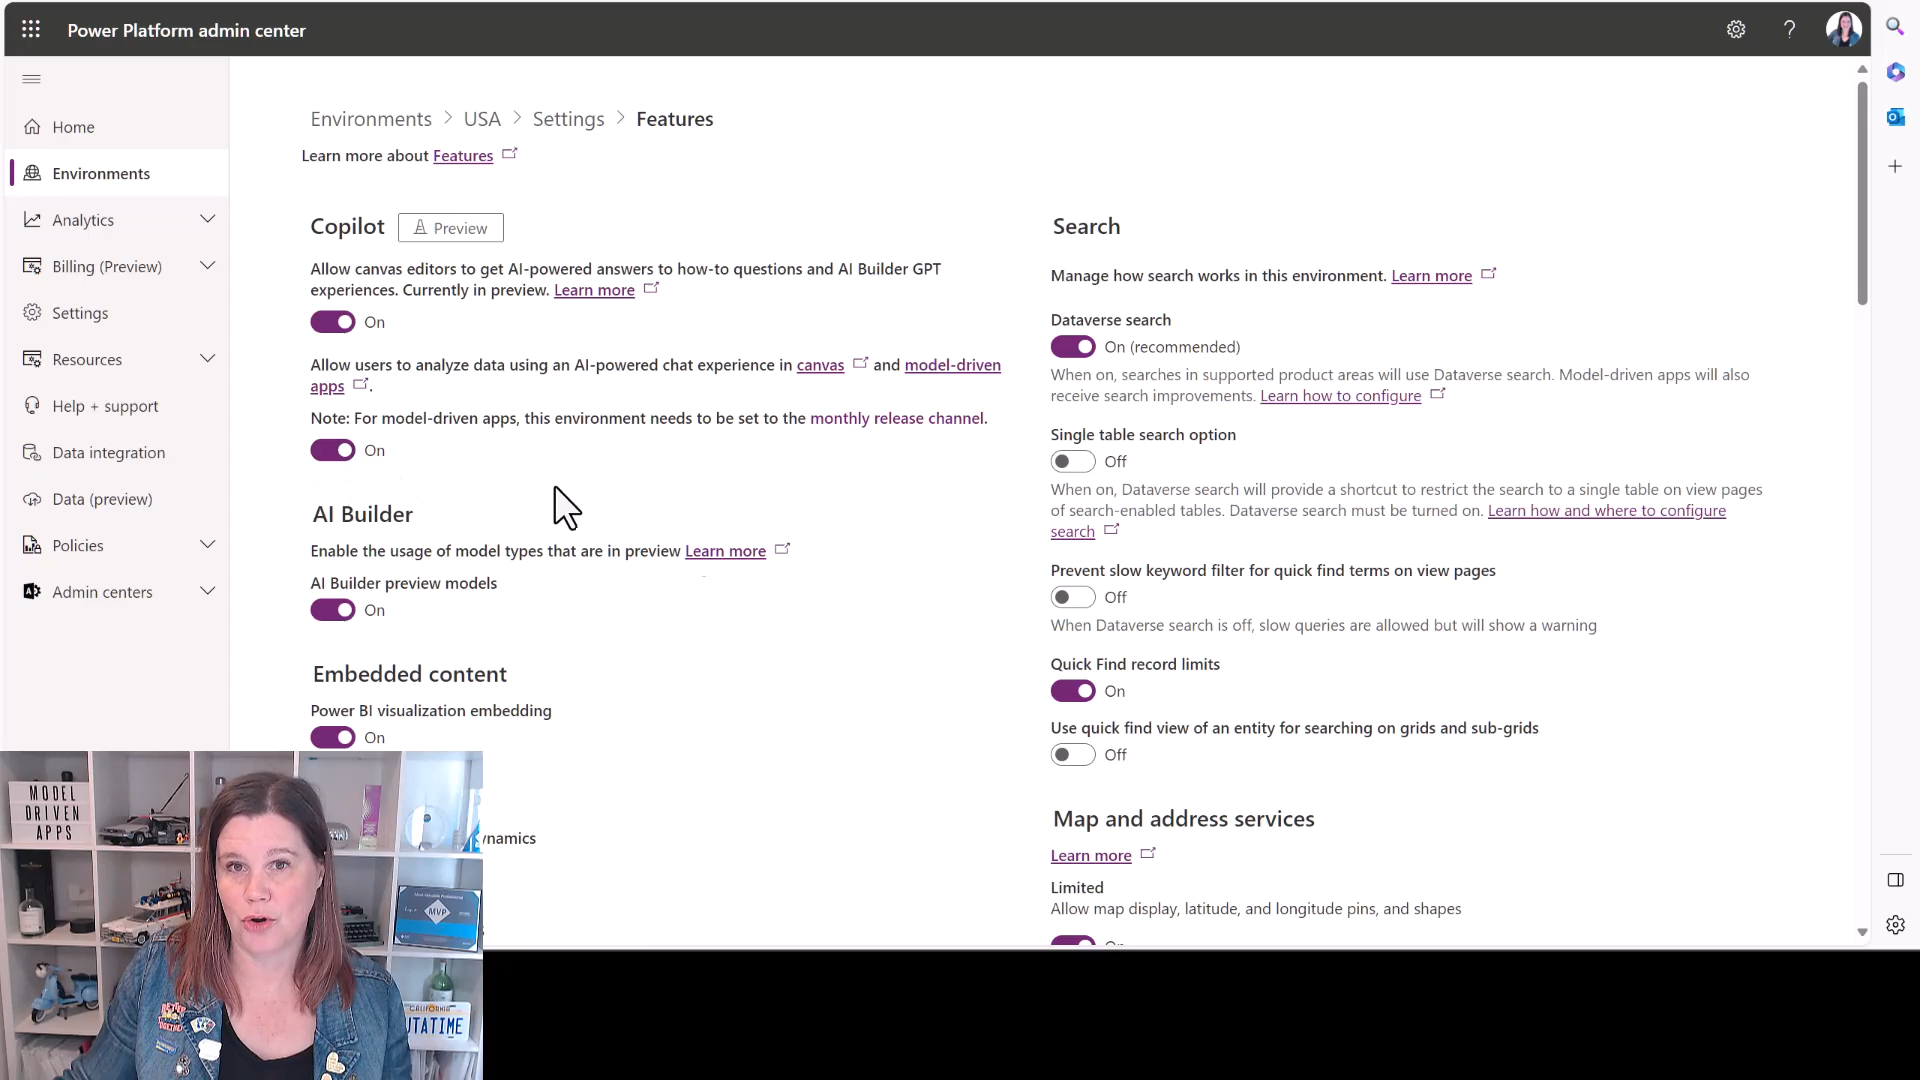 Power Platform admin center
?
Home
Environments
Analytics
Billing (Preview)
Settings
Resources
Help + support
Data integration
Data (preview)
Policies
Admin centers
Environments > USA > Settings > Features
Learn more about Features
Copilot
Preview
Allow canvas editors to get AI-powered answers to how-to questions and AI Builder GPT
experiences. Currently in preview. Learn more
On
Allow users to analyze data using an AI-powered chat experience in canvas and model-driven
apps .
Note: For model-driven apps, this environment needs to be set to the monthly release channel.
On
AI Builder
Enable the usage of model types that are in preview Learn more
AI Builder preview models
On
Embedded content
Power BI visualization embedding
On
ynamics
Search
Manage how search works in this environment. Learn more
Dataverse search
On (recommended)
When on, searches in supported product areas will use Dataverse search. Model-driven apps will also
receive search improvements. Learn how to configure
Single table search option
Off
When on, Dataverse search will provide a shortcut to restrict the search to a single table on view pages
of search-enabled tables. Dataverse search must be turned on. Learn how and where to configure
search
Prevent slow keyword filter for quick find terms on view pages
Off
When Dataverse search is off, slow queries are allowed but will show a warning
Quick Find record limits
On
Use quick find view of an entity for searching on grids and sub-grids
Off
Map and address services
Learn more
Limited
Allow map display, latitude, and longitude pins, and shapes
MODEL
DRIVEN
APPS
MVP
CALIFORNIA
UTATIME